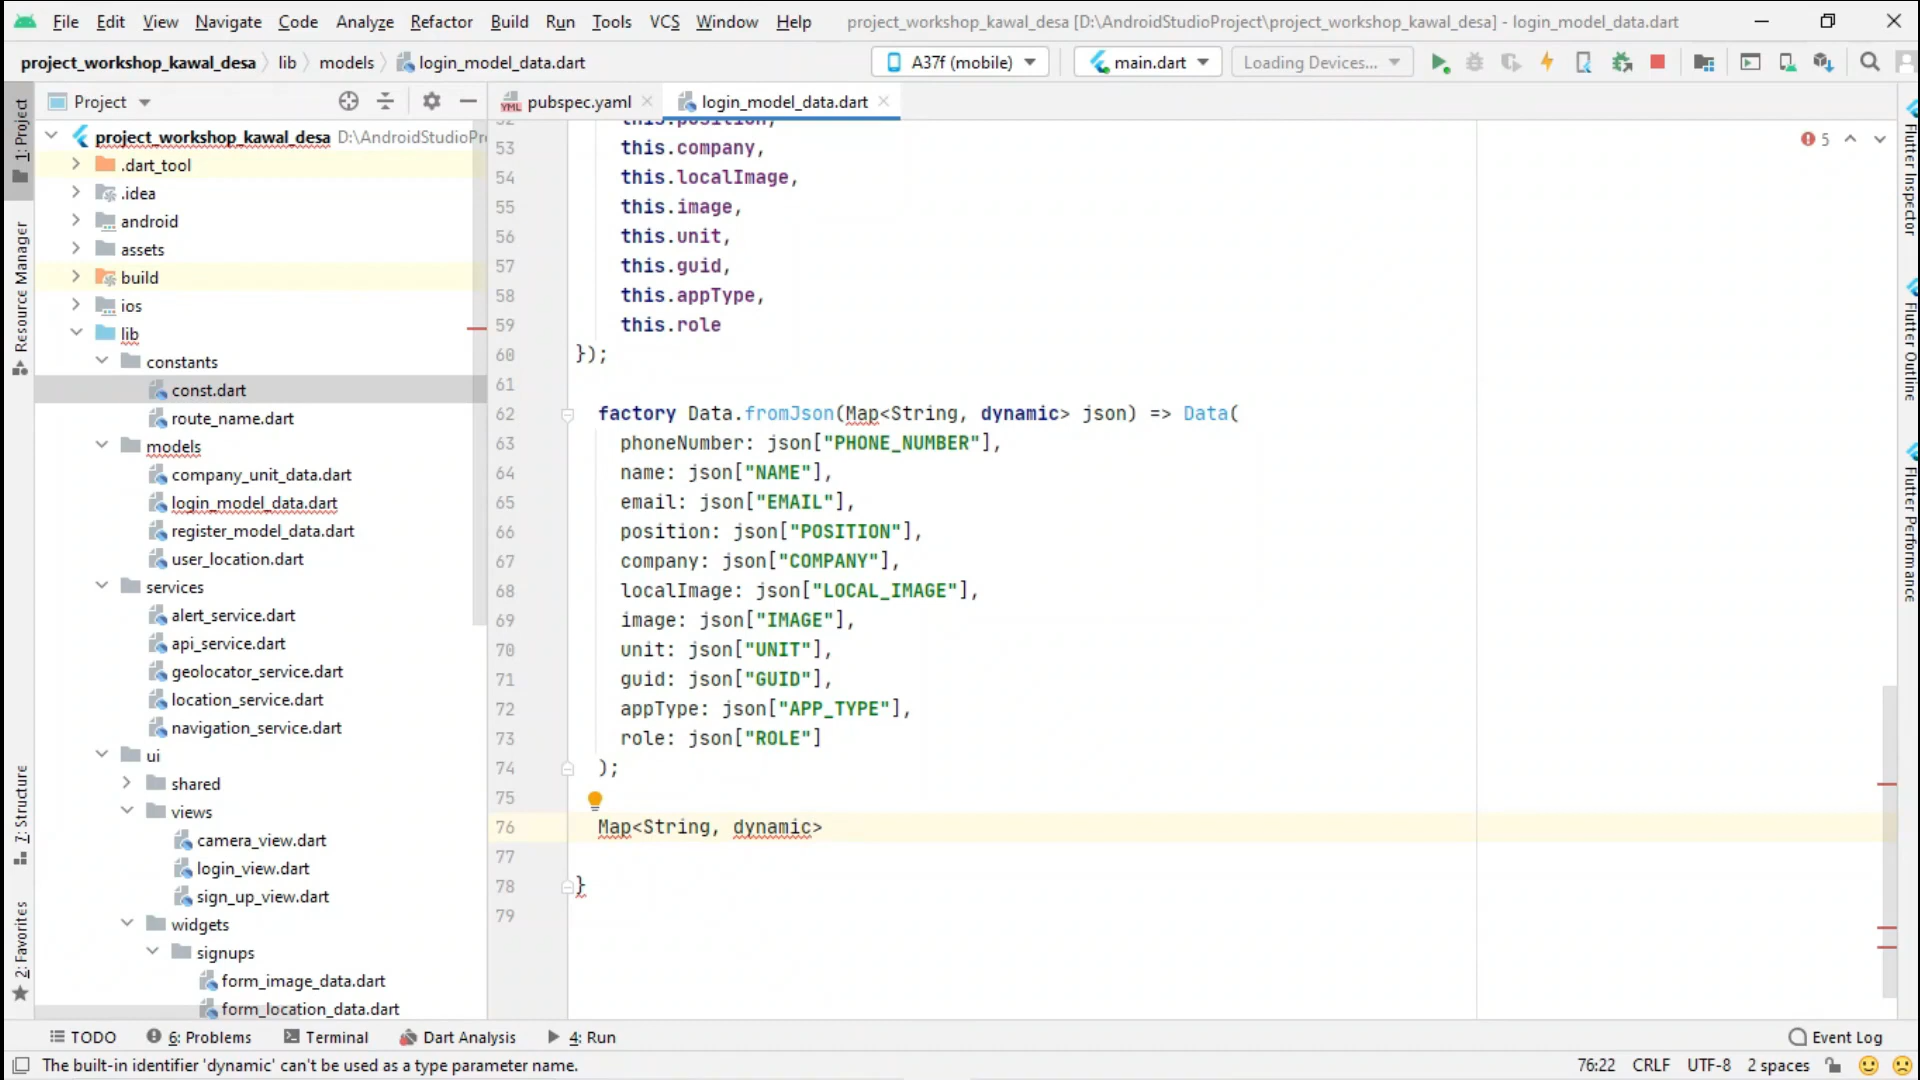 File Edit View Navigate Code Analyze Refactor Build Run Tools VCS Window Help project_workshop_kawal_desa [D:\AndroidStudioProject\project_workshop_kawal_desa] - login_model_data.dart
project_workshop_kawal_desa lib models login_model_data.dart A37f (mobile) main.dart Loading Devices...
Project pubspec.yaml login_model_data.dart
1: Project
Resource Manager
7: Structure
2: Favorites
project_workshop_kawal_desa D:\AndroidStudioPr
.dart_tool
.idea
android
assets
build
ios
lib
constants
const.dart
route_name.dart
models
company_unit_data.dart
login_model_data.dart
register_model_data.dart
user_location.dart
services
alert_service.dart
api_service.dart
geolocator_service.dart
location_service.dart
navigation_service.dart
ui
shared
views
camera_view.dart
login_view.dart
sign_up_view.dart
widgets
signups
form_image_data.dart
form_location_data.dart
52 this.position,
53 this.company,
54 this.localImage,
55 this.image,
56 this.unit,
57 this.guid,
58 this.appType,
59 this.role
60 });
61
62 factory Data.fromJson(Map<String, dynamic> json) => Data(
63 phoneNumber: json["PHONE_NUMBER"],
64 name: json["NAME"],
65 email: json["EMAIL"],
66 position: json["POSITION"],
67 company: json["COMPANY"],
68 localImage: json["LOCAL_IMAGE"],
69 image: json["IMAGE"],
70 unit: json["UNIT"],
71 guid: json["GUID"],
72 appType: json["APP_TYPE"],
73 role: json["ROLE"]
74 );
75
76 Map<String, dynamic>
77
78 }
79
5
Flutter Inspector
Flutter Outline
Flutter Performance
TODO 6: Problems Terminal Dart Analysis 4: Run Event Log
The built-in identifier 'dynamic' can't be used as a type parameter name. 76:22 CRLF UTF-8 2 spaces